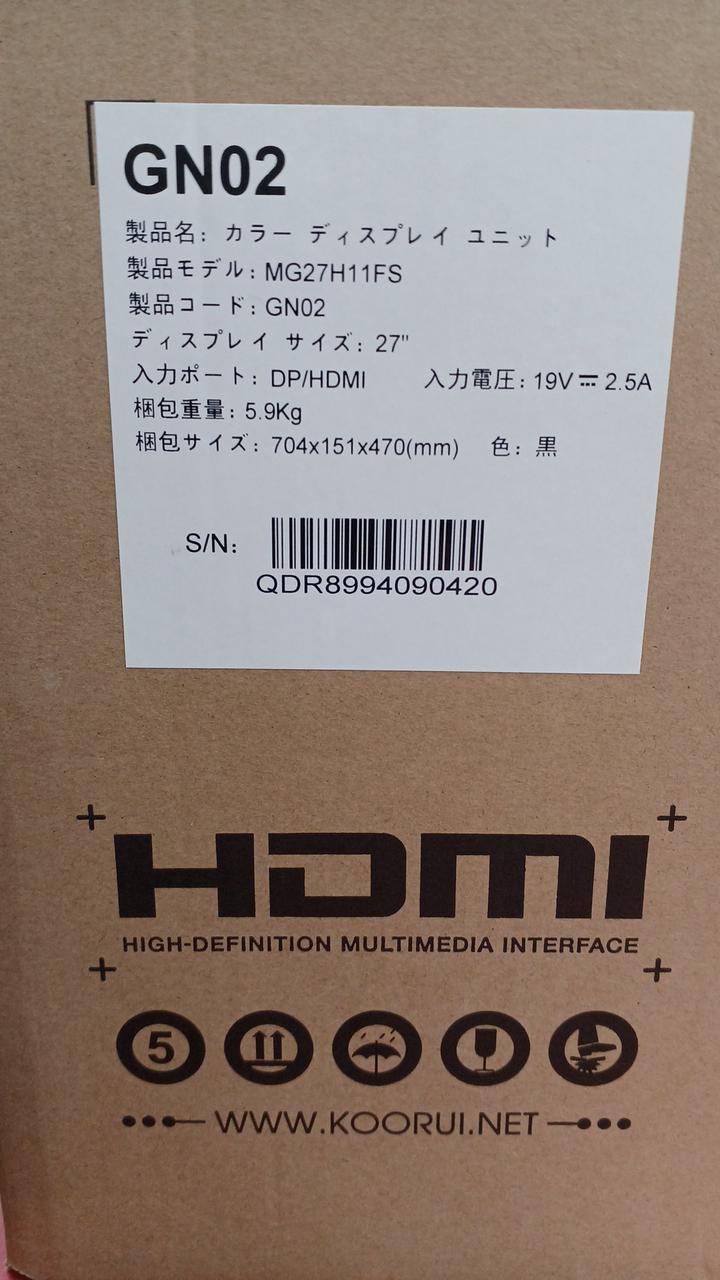 GN02
製品名: カラー ディスプレイ ユニット
製品モデル: MG27H11FS
製品コード: GN02
ディスプレイ サイズ: 27"
入力ポート: DP/HDMI 入力電圧: 19V⎓2.5A
梱包重量: 5.9Kg
梱包サイズ: 704x151x470(mm) 色: 黒
S/N:
QDR8994090420
HDMI
HIGH-DEFINITION MULTIMEDIA INTERFACE
5
WWW.KOORUI.NET